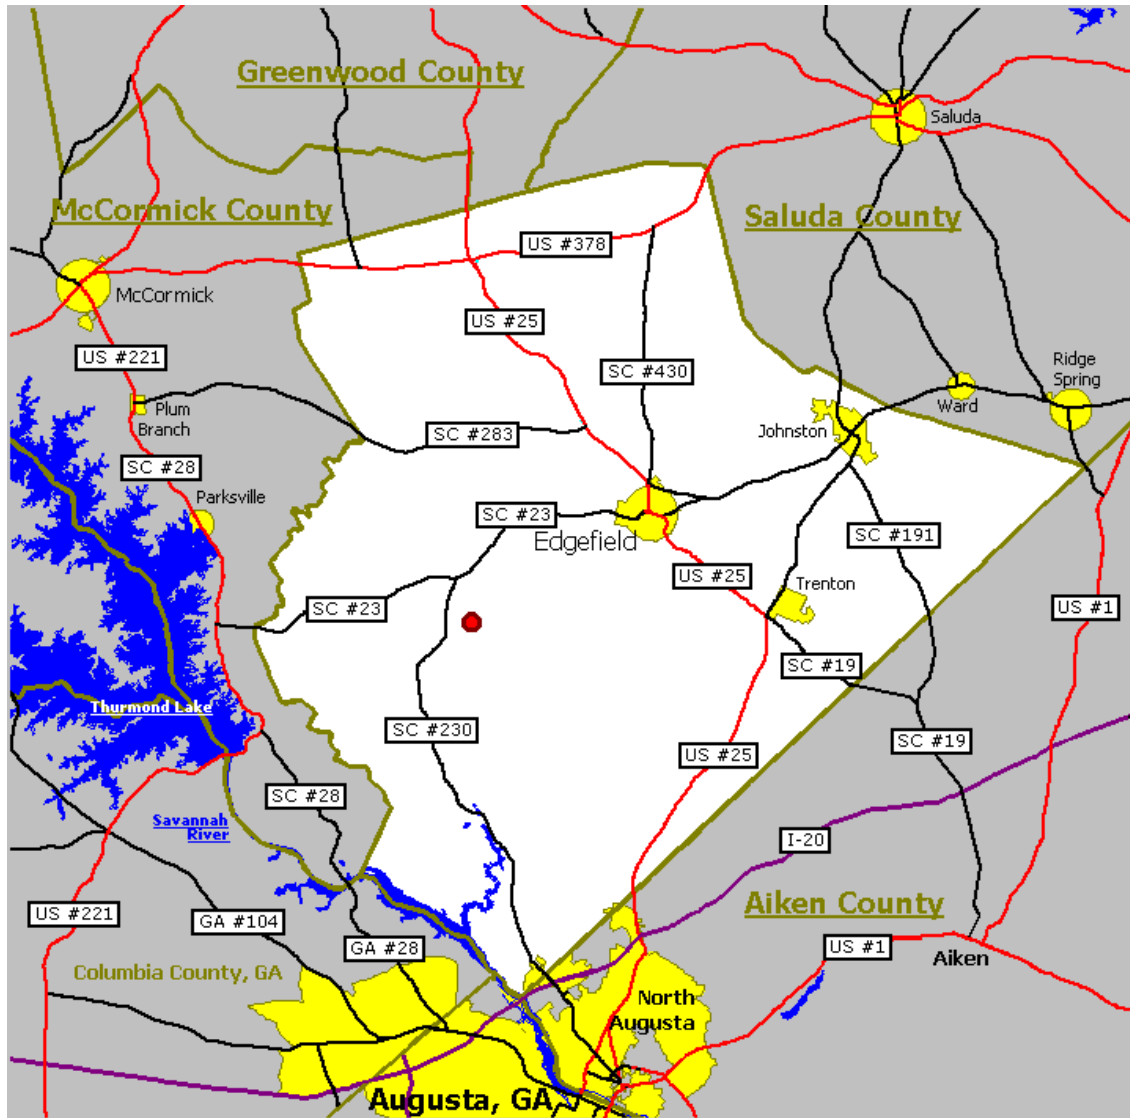 Greenwood County
Saluda
McCormick County
Saluda County
US #378
McCormick
US #25
US #221
Ridge
Spring
SC #430
Plum
Branch
Ward
Johnston
SC #283
SC #28
Parksville
SC #23
Edgefield
SC #191
US #25
Trenton
SC #23
US #1
SC #19
Thurmond Lake
SC #230
SC #19
US #25
SC #28
Savannah
River
I-20
US #221
GA #104
Aiken County
GA #28
US #1
Aiken
Columbia County, GA
North
Augusta
Augusta, GA